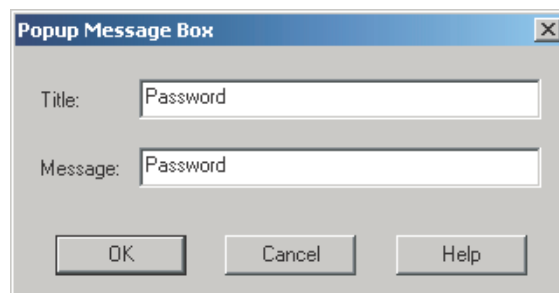 Popup Message Box
Title: Password
Message: Password
OK Cancel Help